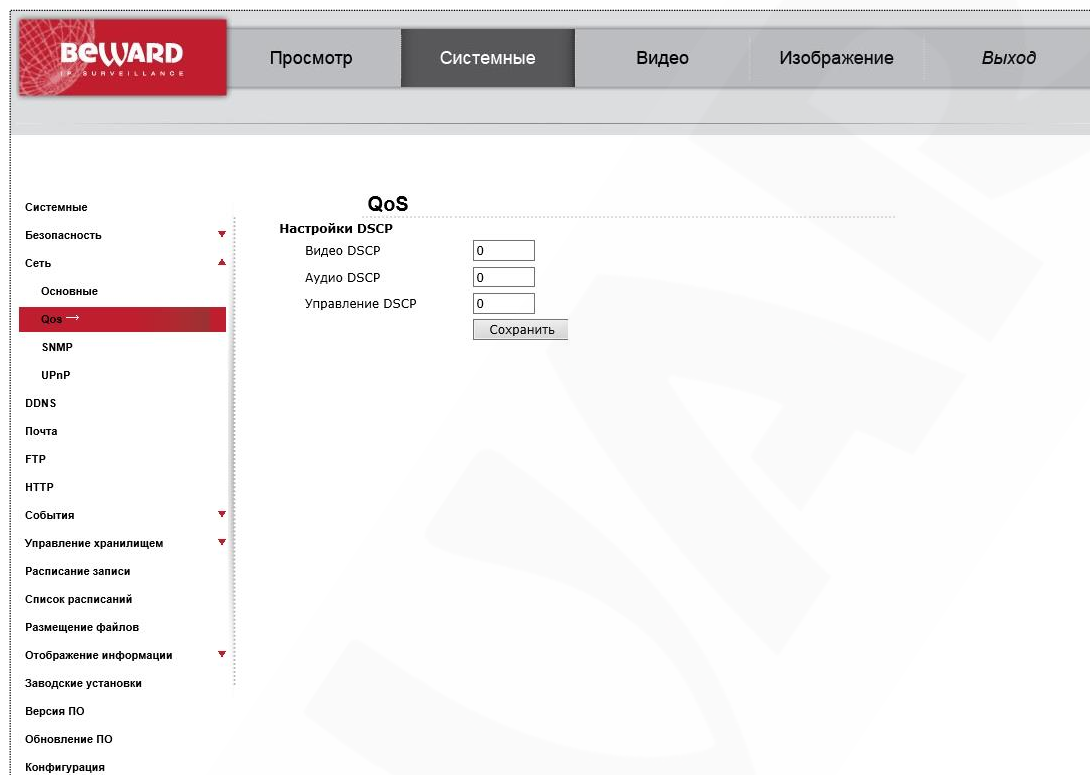 BEWARD
IP SURVEILLANCE
Просмотр
Системные
Видео
Изображение
Выход
Системные
Безопасность
Сеть
Основные
Qos
SNMP
UPnP
DDNS
Почта
FTP
HTTP
События
Управление хранилищем
Расписание записи
Список расписаний
Размещение файлов
Отображение информации
Заводские установки
Версия ПО
Обновление ПО
Конфигурация
QoS
Настройки DSCP
Видео DSCP 0
Аудио DSCP 0
Управление DSCP 0
Сохранить